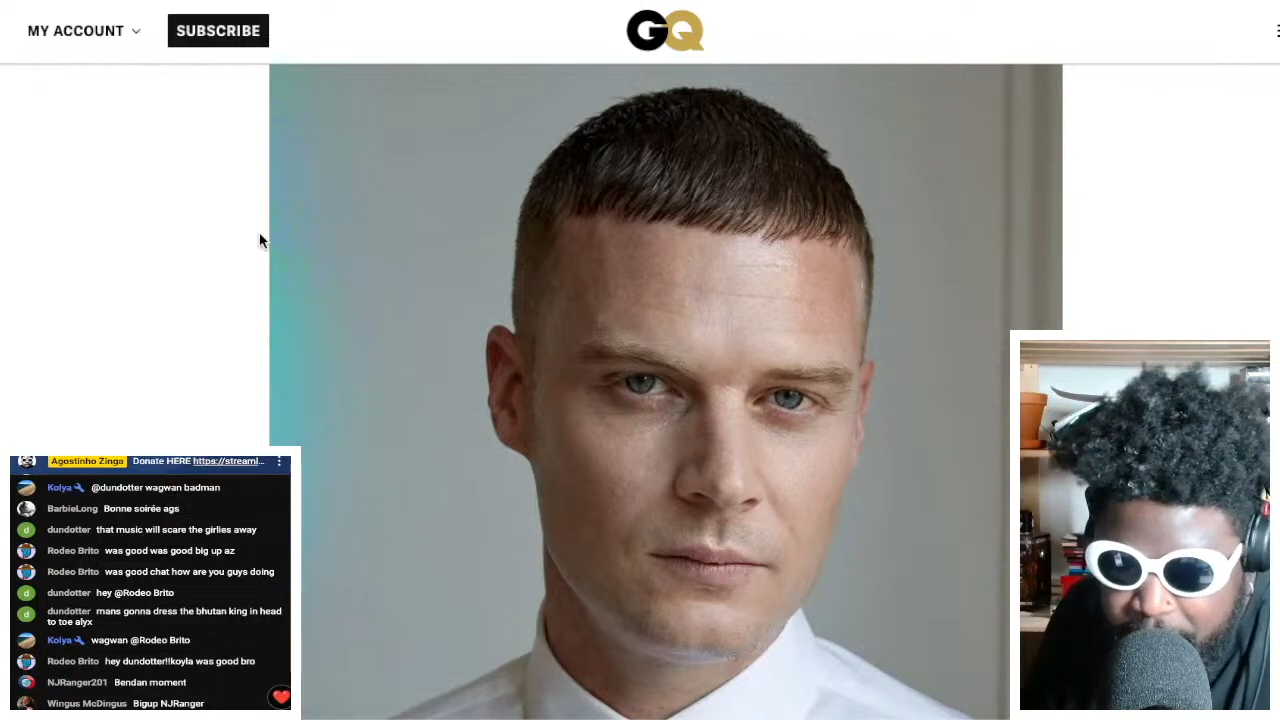 MY ACCOUNT
SUBSCRIBE
GQ
Agostinho Zinga Donate HERE https://streaml...
Kolya @dundotter wagwan badman
BarbieLong Bonne soirée ags
dundotter that music will scare the girlies away
Rodeo Brito was good was good big up az
Rodeo Brito was good chat how are you guys doing
dundotter hey @Rodeo Brito
dundotter mans gonna dress the bhutan king in head
to toe alyx
Kolya wagwan @Rodeo Brito
Rodeo Brito hey dundotter!!koyla was good bro
NJRanger201 Bendan moment
Wingus McDingus Bigup NJRanger